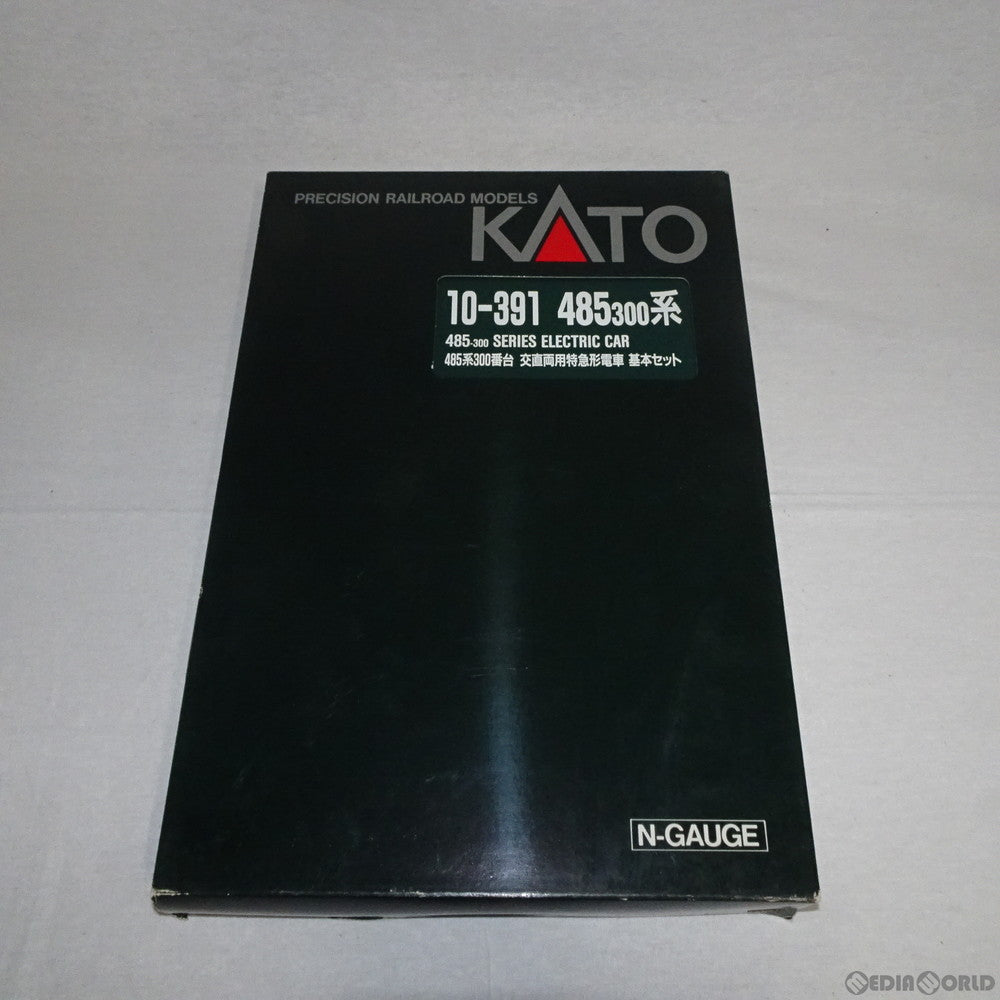 PRECISION RAILROAD MODELS
KATO
10-391 485300系
485-300 SERIES ELECTRIC CAR
485系300番台 交直両用特急形電車 基本セット
N-GAUGE
MEDIAWORLD